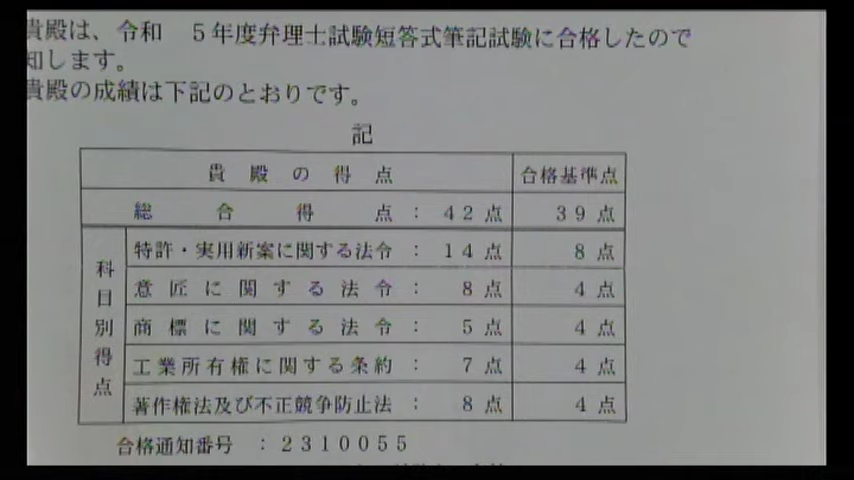 貴殿は、令和　５年度弁理士試験短答式筆記試験に合格したので
知します。
貴殿の成績は下記のとおりです。
記
貴殿の得点　合格基準点
総合得点：４２点　３９点
科目別得点
特許・実用新案に関する法令：１４点　８点
意匠に関する法令：８点　４点
商標に関する法令：５点　４点
工業所有権に関する条約：７点　４点
著作権法及び不正競争防止法：８点　４点
合格通知番号　：２３１００５５